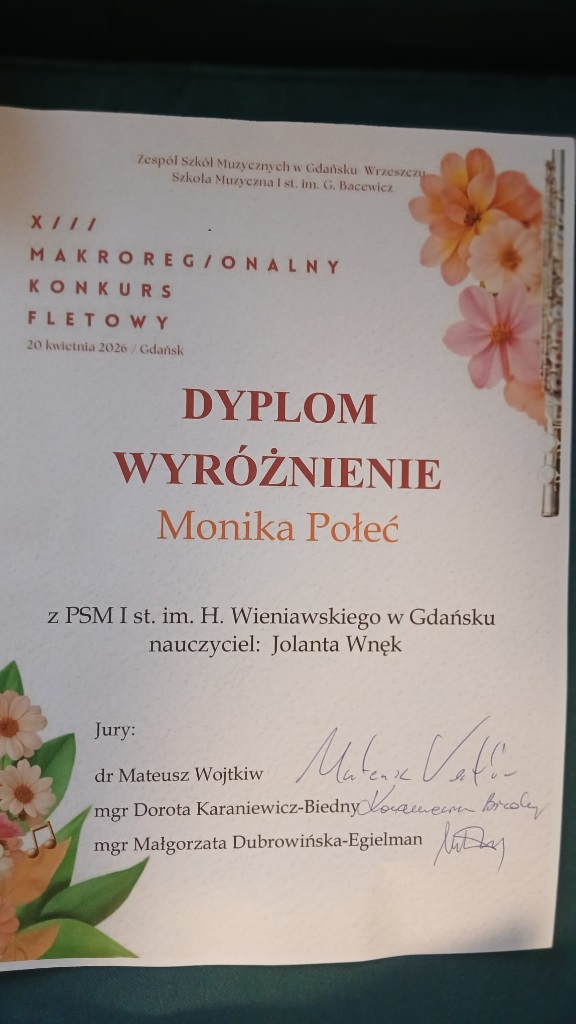 Zespół Szkół Muzycznych w Gdańsku- Wrzeszczu
Szkoła Muzyczna I st. im. G. Bacewicz
XIII
MAKROREGIONALNY
KONKURS
FLETOWY
20 kwietnia 2026 / Gdańsk
DYPLOM
WYRÓŻNIENIE
Monika Połeć
z PSM I st. im. H. Wieniawskiego w Gdańsku
nauczyciel: Jolanta Wnęk
Jury:
dr Mateusz Wojtkiw
mgr Dorota Karaniewicz-Biedny
mgr Małgorzata Dubrowińska-Egielman